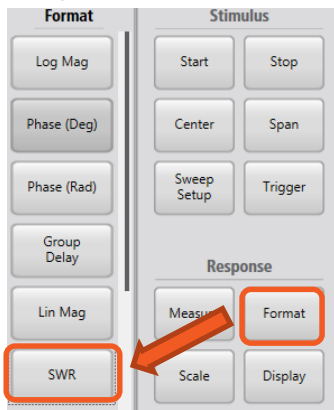 Format
Log Mag
Phase (Deg)
Phase (Rad)
Group
Delay
Lin Mag
SWR
Stimulus
Start
Stop
Center
Span
Sweep
Setup
Trigger
Response
Format
Scale
Display